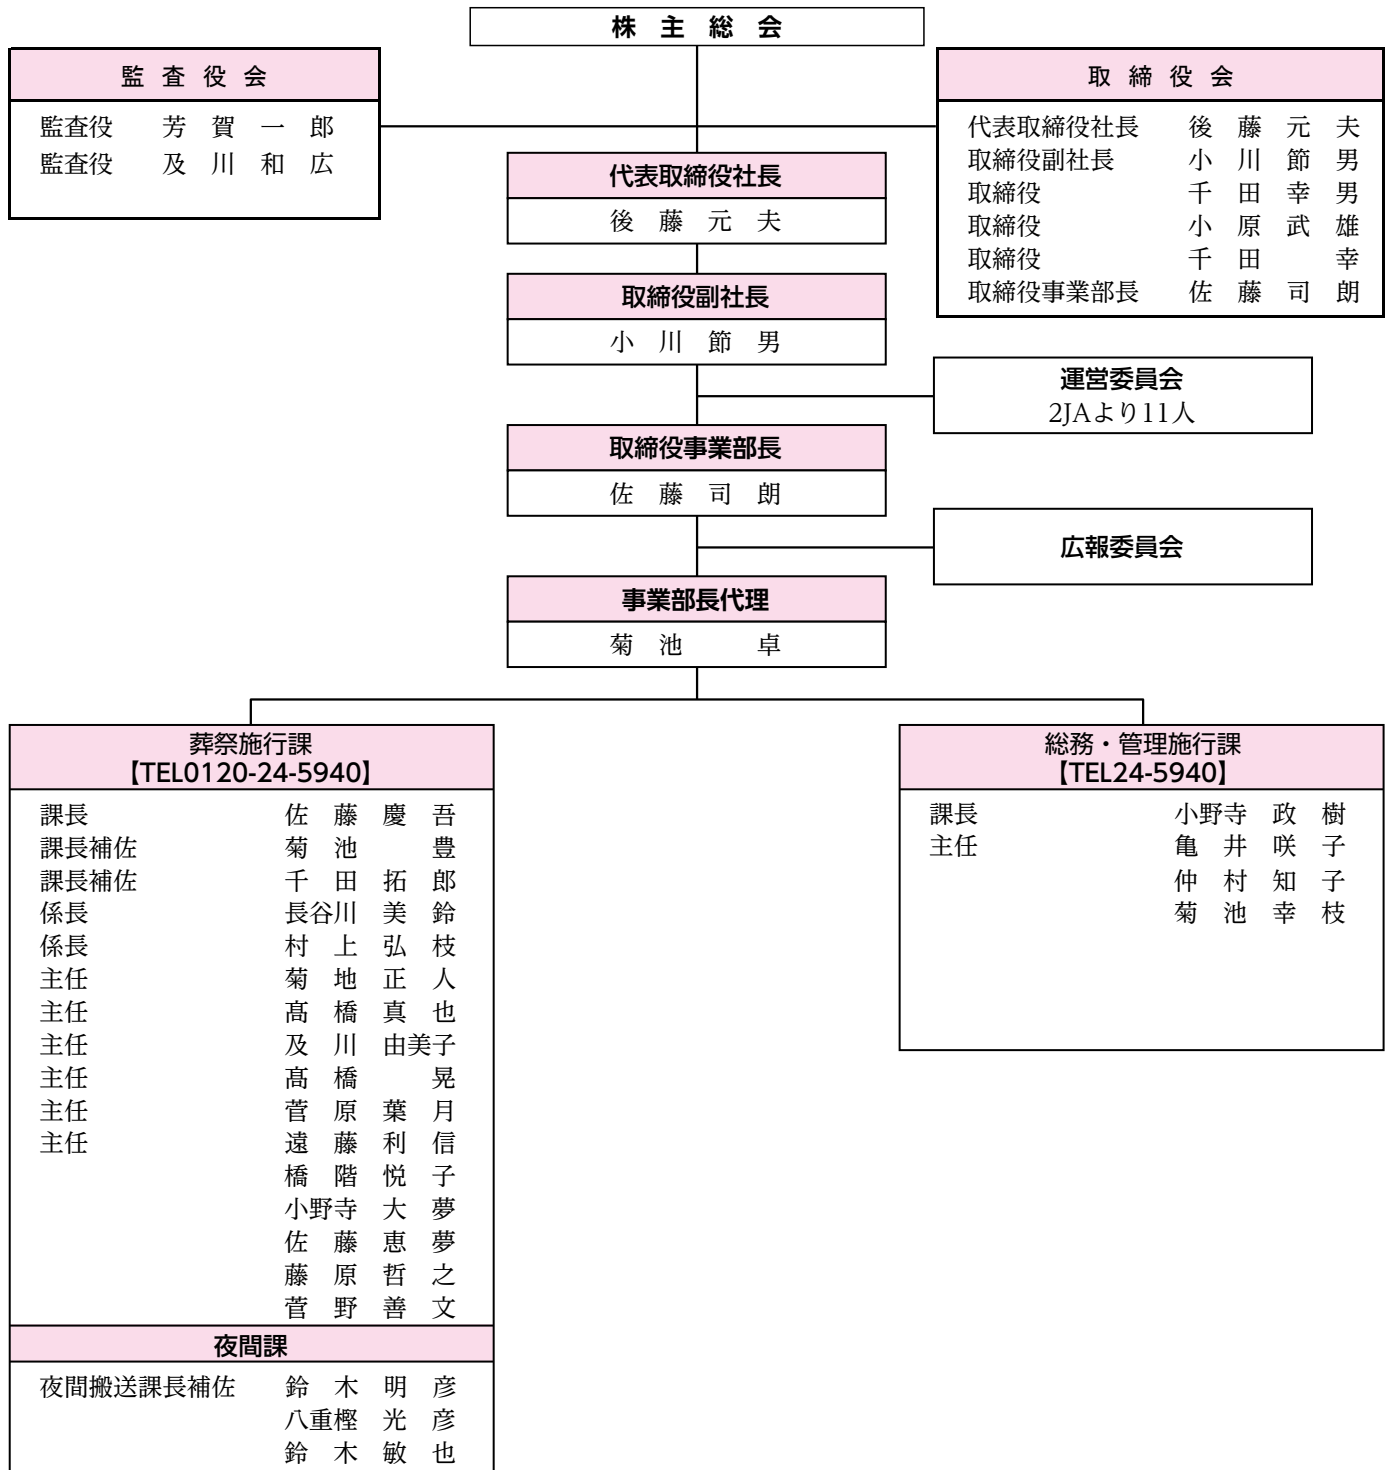 株主総会
監査役会
監査役 芳賀一郎
監査役 及川和広
取締役会
代表取締役社長 後藤元夫
取締役副社長 小川節男
取締役 千田幸男
取締役 小原武雄
取締役 千田幸
取締役事業部長 佐藤司朗
代表取締役社長
後藤元夫
取締役副社長
小川節男
運営委員会
2JAより11人
取締役事業部長
佐藤司朗
広報委員会
事業部長代理
菊池卓
葬祭施行課
【TEL0120-24-5940】
課長 佐藤慶吾
課長補佐 菊池豊
課長補佐 千田拓郎
係長 長谷川美鈴
係長 村上弘枝
主任 菊地正人
主任 髙橋真也
主任 及川由美子
主任 髙橋晃
主任 菅原葉月
主任 遠藤利信
橋階悦子
小野寺大夢
佐藤恵夢
藤原哲之
菅野善文
夜間課
夜間搬送課長補佐 鈴木明彦
八重樫光彦
鈴木敏也
総務・管理施行課
【TEL24-5940】
課長 小野寺政樹
主任 亀井咲子
仲村知子
菊池幸枝